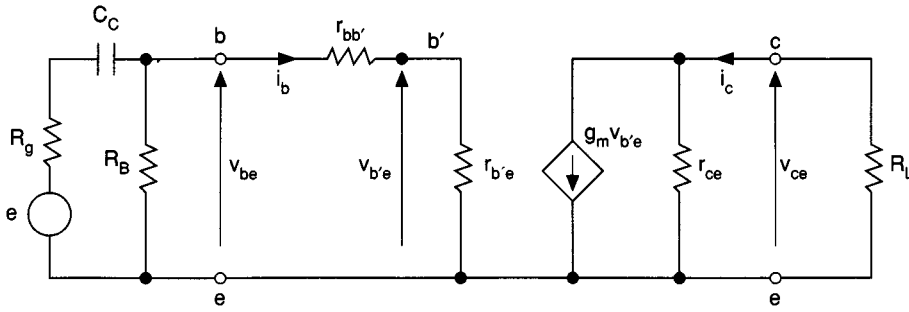 C_C
b
r_bb'
b'
c
i_b
i_c
R_g
R_B
v_be
v_b'e
r_b'e
g_m v_b'e
r_ce
v_ce
R_L
e
e
e